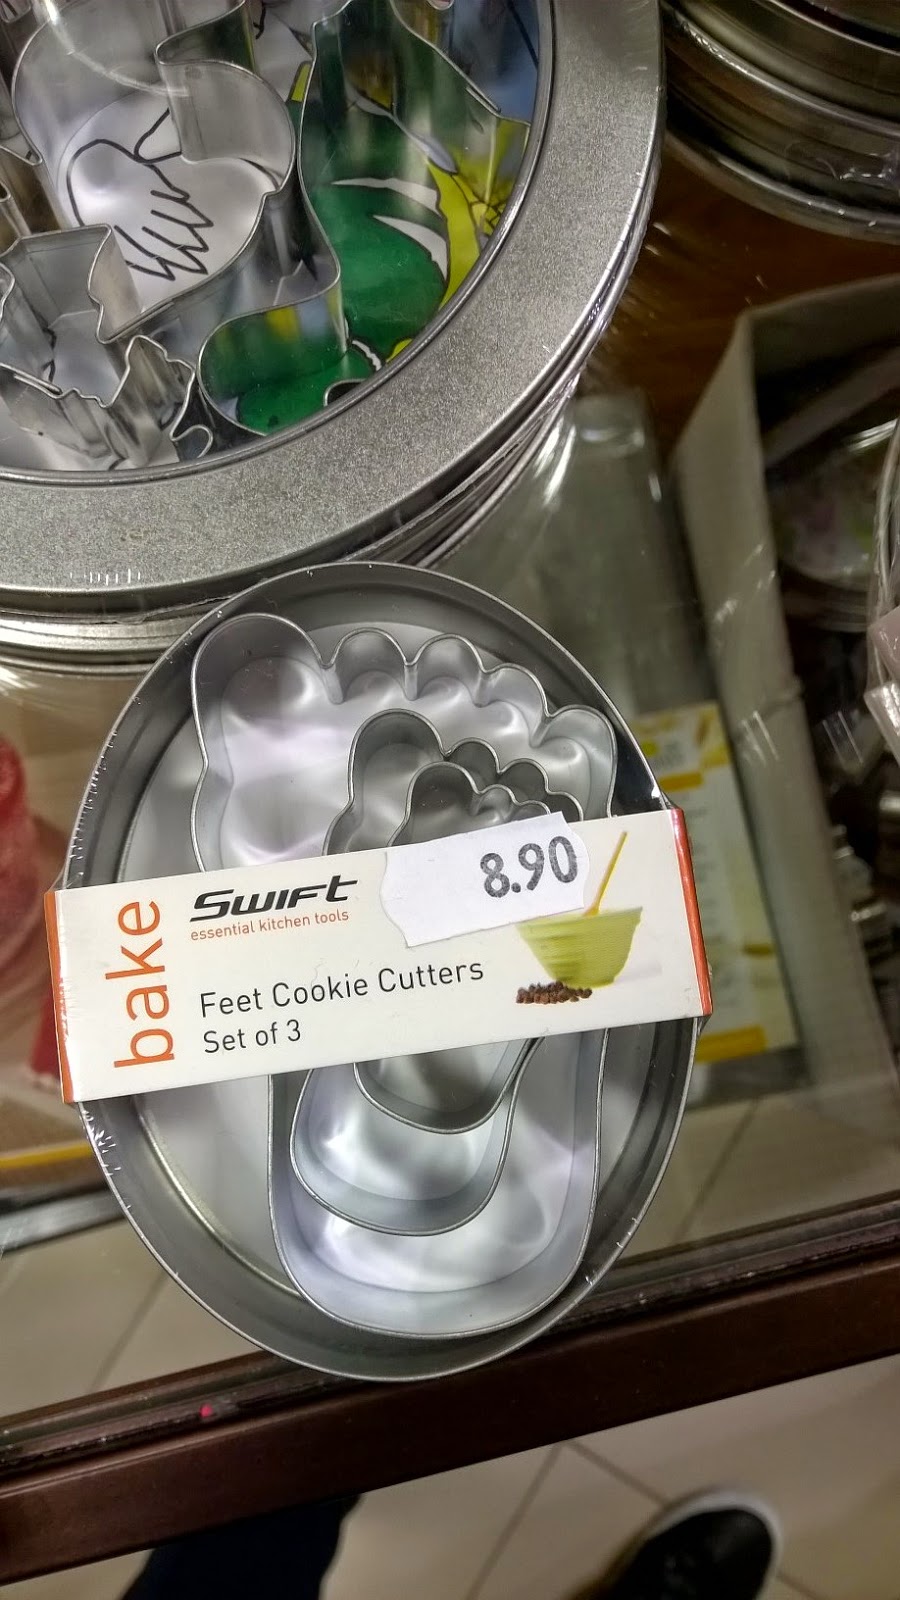 8.90
bake
SWIFT
essential kitchen tools
Feet Cookie Cutters
Set of 3